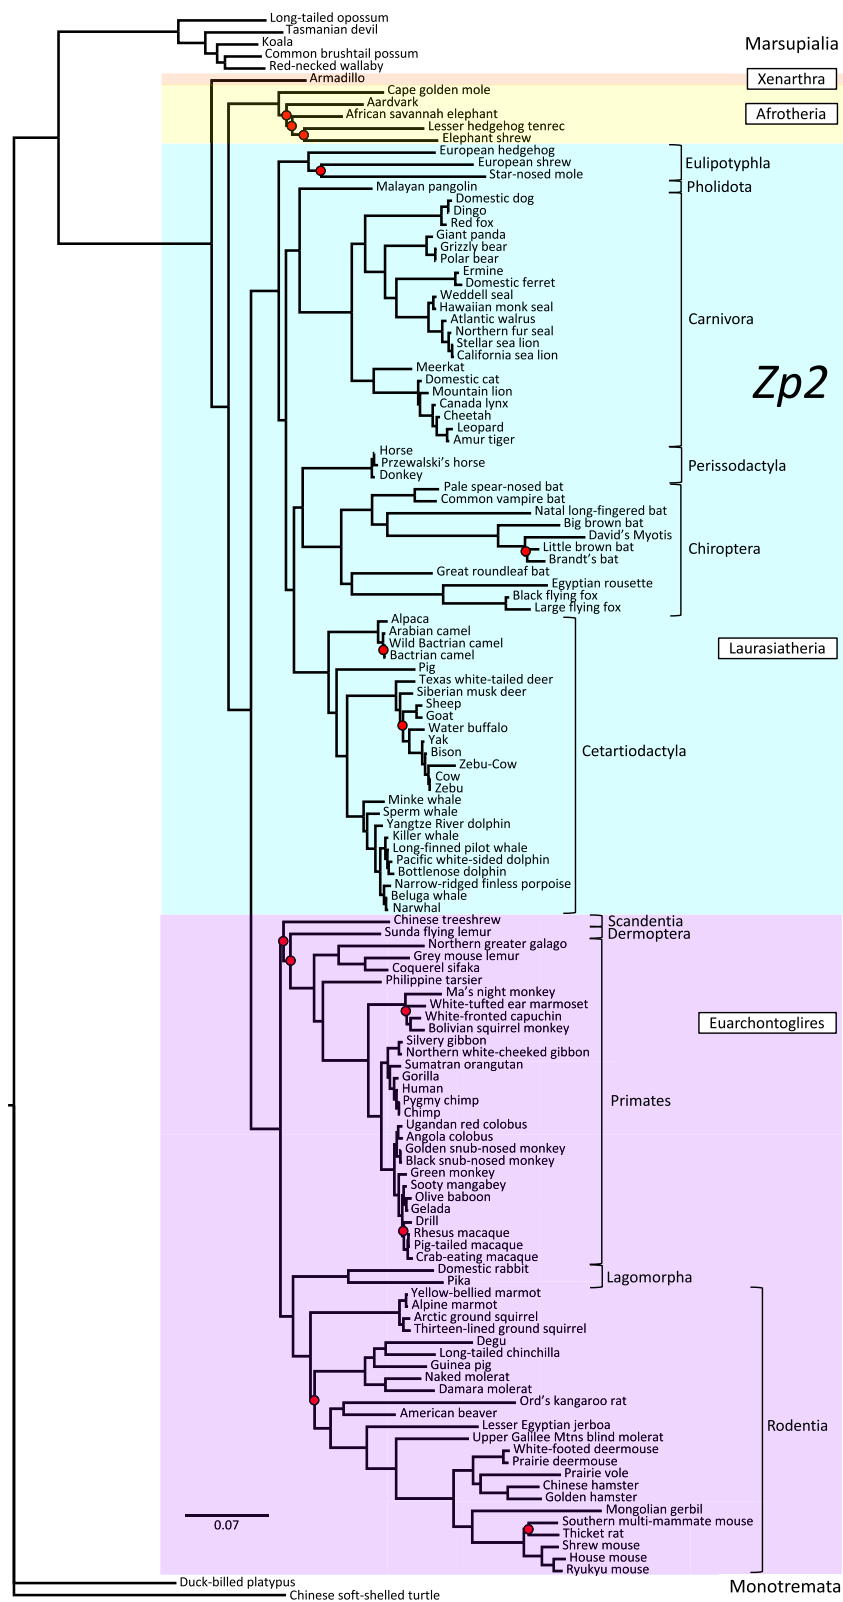 Long-tailed opossum
Tasmanian devil
Koala
Common brushtail possum
Red-necked wallaby
Marsupialia
Armadillo
Xenarthra
Cape golden mole
Aardvark
African savannah elephant
Lesser hedgehog tenrec
Elephant shrew
Afrotheria
European hedgehog
European shrew
Star-nosed mole
Eulipotyphla
Malayan pangolin
Pholidota
Domestic dog
Dingo
Red fox
Giant panda
Grizzly bear
Polar bear
Ermine
Domestic ferret
Weddell seal
Hawaiian monk seal
Atlantic walrus
Northern fur seal
Stellar sea lion
California sea lion
Meerkat
Domestic cat
Mountain lion
Canada lynx
Cheetah
Leopard
Amur tiger
Carnivora
Zp2
Horse
Przewalski's horse
Donkey
Perissodactyla
Pale spear-nosed bat
Common vampire bat
Natal long-fingered bat
Big brown bat
David's Myotis
Little brown bat
Brandt's bat
Great roundleaf bat
Egyptian rousette
Black flying fox
Large flying fox
Chiroptera
Alpaca
Arabian camel
Wild Bactrian camel
Bactrian camel
Laurasiatheria
Pig
Texas white-tailed deer
Siberian musk deer
Sheep
Goat
Water buffalo
Yak
Bison
Zebu-Cow
Cow
Zebu
Cetartiodactyla
Minke whale
Sperm whale
Yangtze River dolphin
Killer whale
Long-finned pilot whale
Pacific white-sided dolphin
Bottlenose dolphin
Narrow-ridged finless porpoise
Beluga whale
Narwhal
Chinese treeshrew
Scandentia
Sunda flying lemur
Dermoptera
Northern greater galago
Grey mouse lemur
Coquerel sifaka
Philippine tarsier
Ma's night monkey
White-tufted ear marmoset
White-fronted capuchin
Bolivian squirrel monkey
Euarchontoglires
Silvery gibbon
Northern white-cheeked gibbon
Sumatran orangutan
Gorilla
Human
Pygmy chimp
Chimp
Primates
Ugandan red colobus
Angola colobus
Golden snub-nosed monkey
Black snub-nosed monkey
Green monkey
Sooty mangabey
Olive baboon
Gelada
Drill
Rhesus macaque
Pig-tailed macaque
Crab-eating macaque
Domestic rabbit
Pika
Lagomorpha
Yellow-bellied marmot
Alpine marmot
Arctic ground squirrel
Thirteen-lined ground squirrel
Degu
Long-tailed chinchilla
Guinea pig
Naked molerat
Damara molerat
Ord's kangaroo rat
American beaver
Lesser Egyptian jerboa
Upper Galilee Mtns blind molerat
White-footed deermouse
Prairie deermouse
Prairie vole
Chinese hamster
Golden hamster
Mongolian gerbil
Southern multi-mammate mouse
Thicket rat
Shrew mouse
House mouse
Ryukyu mouse
Rodentia
0.07
Duck-billed platypus
Monotremata
Chinese soft-shelled turtle